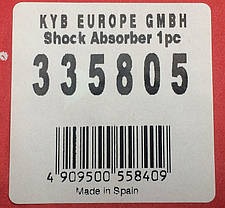 KYB EUROPE GMBH
Shock Absorber 1pc
335805
4 909500 558409
Made in Spain